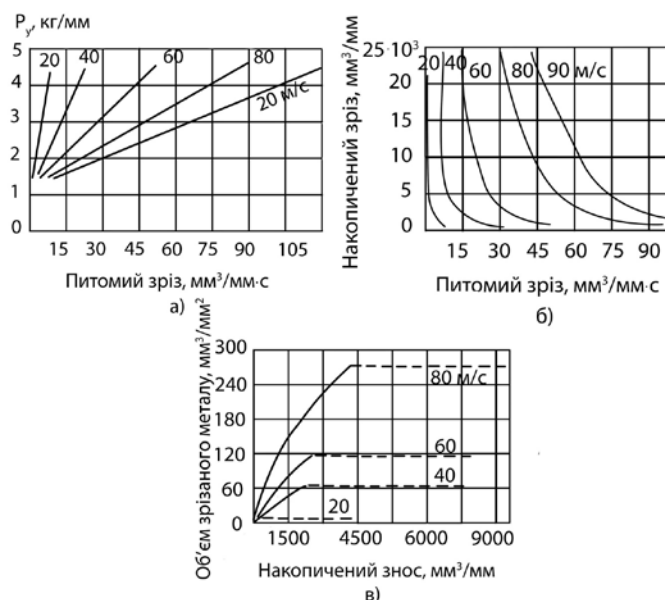 P_y, кг/мм
5
4
3
2
1
0
20
40
60
80
20 м/с
15 30 45 60 75 90 105
Питомий зріз, мм³/мм·с
а)
Накопичений зріз, мм³/мм
25·10³
20
15
10
5
0
20 40 60 80 90 м/с
15 30 45 60 75 90
Питомий зріз, мм³/мм·с
б)
Об'єм зрізаного металу, мм³/мм²
300
240
120
60
0
80 м/с
60
40
20
1500 4500 6000 9000
Накопичений знос, мм³/мм
в)